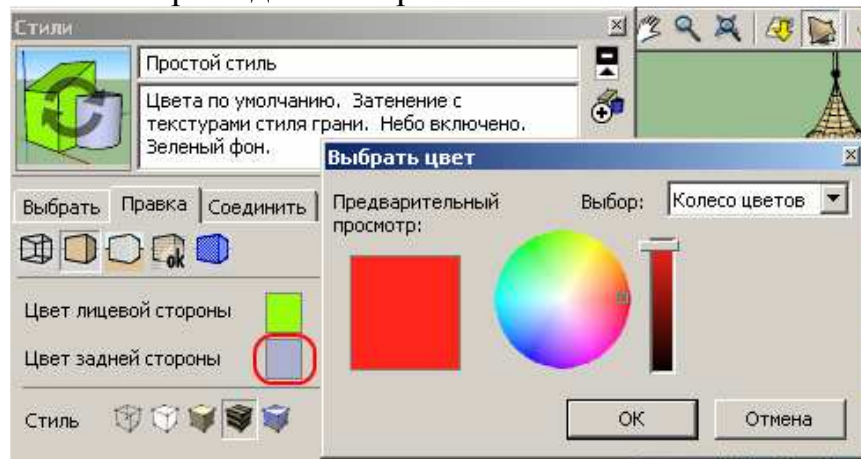 Стили
Простой стиль
Цвета по умолчанию. Затенение с
текстурами стиля грани. Небо включено.
Зеленый фон.
Выбрать Правка Соединить
ok
Цвет лицевой стороны
Цвет задней стороны
Стиль
Выбрать цвет
Предварительный
просмотр:
Выбор: Колесо цветов
OK Отмена